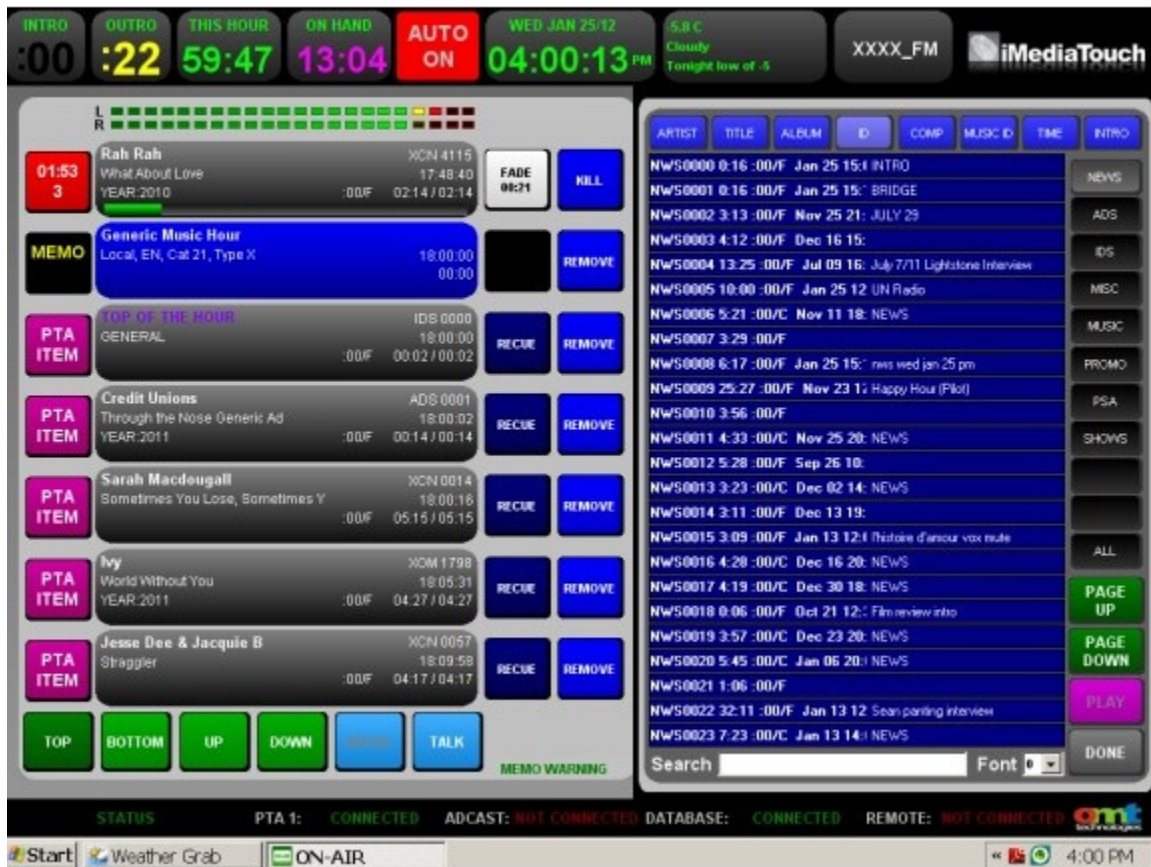 INTRO OUTRO THIS HOUR ON HAND AUTO ON WED JAN 25/12
:00 :22 59:47 13:04 04:00:13 PM
-5.8 C
Cloudy
Tonight low of -5
XXXX_FM
iMediaTouch
L
R
01:53
3
Rah Rah XCN 4115
What About Love 17:48:40
YEAR:2010 :00/F 02:14 / 02:14
FADE
00:21
KILL
MEMO
Generic Music Hour
Local, EN, Cat 21, Type X 18:00:00
00:00
REMOVE
PTA
ITEM
TOP OF THE HOUR IDS 0000
GENERAL 18:00:00
:00/F 00:02 / 00:02
RECUE REMOVE
PTA
ITEM
Credit Unions ADS 0001
Through the Nose Generic Ad 18:00:02
YEAR:2011 :00/F 00:14 / 00:14
RECUE REMOVE
PTA
ITEM
Sarah Macdougall XCN 0014
Sometimes You Lose, Sometimes Y 18:00:16
:00/F 05:15 / 05:15
RECUE REMOVE
PTA
ITEM
Ivy XOM 1798
World Without You 18:05:31
YEAR:2011 :00/F 04:27 / 04:27
RECUE REMOVE
PTA
ITEM
Jesse Dee & Jacquie B XCN 0057
Straggler 18:09:58
:00/F 04:17 / 04:17
RECUE REMOVE
TOP BOTTOM UP DOWN TALK
MEMO WARNING
ARTIST TITLE ALBUM ID COMP MUSIC ID TIME INTRO
NWS0000 0:16 :00/F Jan 25 15: INTRO
NWS0001 0:16 :00/F Jan 25 15: BRIDGE
NWS0002 3:13 :00/F Nov 25 21: JULY 29
NWS0003 4:12 :00/F Dec 16 15:
NWS0004 13:25 :00/F Jul 09 16: July 7/11 Lightstone Interview
NWS0005 10:00 :00/F Jan 25 12 UN Radio
NWS0006 5:21 :00/C Nov 11 18: NEWS
NWS0007 3:29 :00/F
NWS0008 6:17 :00/F Jan 25 15: nws wed jan 25 pm
NWS0009 25:27 :00/F Nov 23 1 Happy Hour (Pilot)
NWS0010 3:56 :00/F
NWS0011 4:33 :00/C Nov 25 20: NEWS
NWS0012 5:28 :00/F Sep 26 10:
NWS0013 3:23 :00/C Dec 02 14: NEWS
NWS0014 3:11 :00/F Dec 13 19:
NWS0015 3:09 :00/F Jan 13 12: l'histoire d'amour vox mute
NWS0016 4:28 :00/C Dec 16 20: NEWS
NWS0017 4:19 :00/C Dec 30 18: NEWS
NWS0018 0:06 :00/F Oct 21 12: Film review intro
NWS0019 3:57 :00/C Dec 23 20: NEWS
NWS0020 5:45 :00/C Jan 06 20: NEWS
NWS0021 1:06 :00/F
NWS0022 32:11 :00/F Jan 13 12 Sean panting interview
NWS0023 7:23 :00/C Jan 13 14: NEWS
Search Font 0
NEWS
ADS
IDS
MISC
MUSIC
PROMO
PSA
SHOWS
ALL
PAGE
UP
PAGE
DOWN
PLAY
DONE
STATUS PTA 1: CONNECTED ADCAST: NOT CONNECTED DATABASE: CONNECTED REMOTE: NOT CONNECTED omt
technologies
Start Weather Grab ON-AIR 4:00 PM